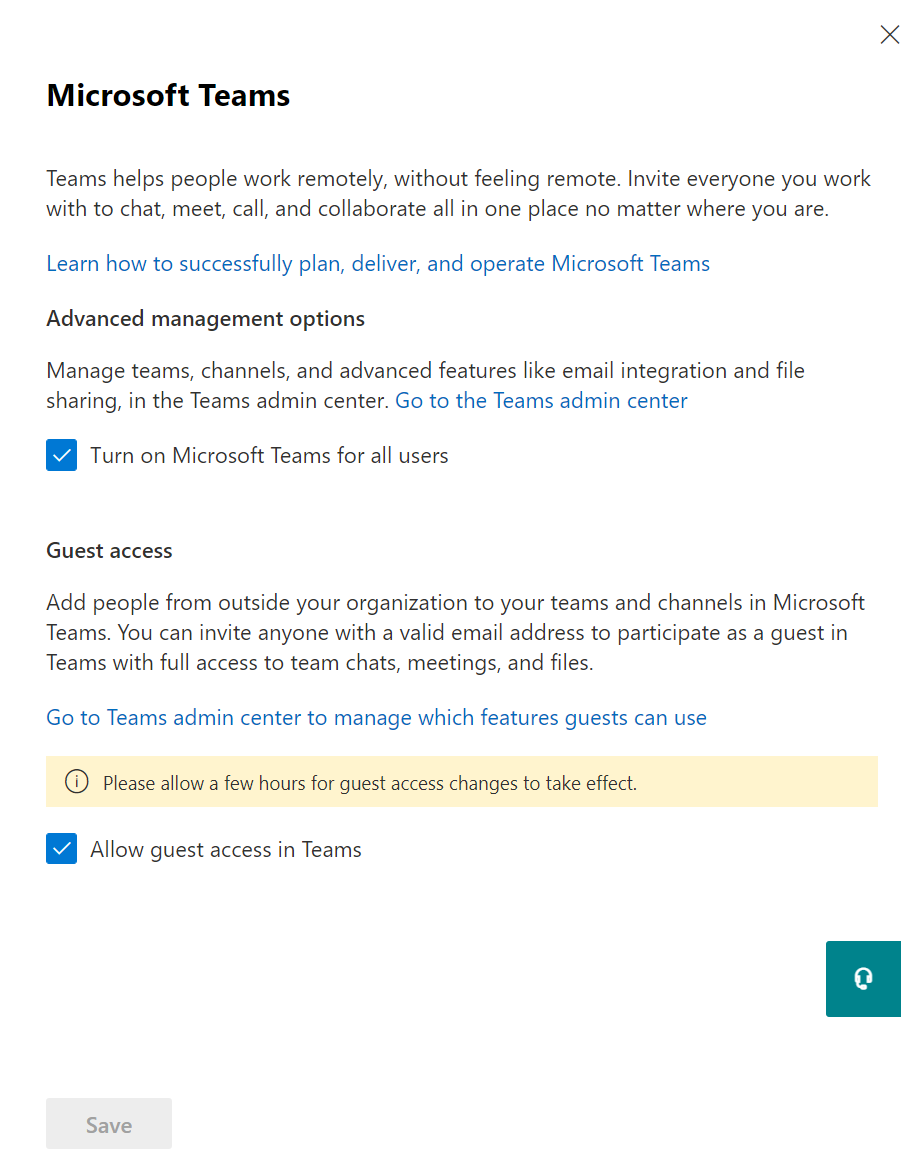 Microsoft Teams
Teams helps people work remotely, without feeling remote. Invite everyone you work
with to chat, meet, call, and collaborate all in one place no matter where you are.
Learn how to successfully plan, deliver, and operate Microsoft Teams
Advanced management options
Manage teams, channels, and advanced features like email integration and file
sharing, in the Teams admin center. Go to the Teams admin center
Turn on Microsoft Teams for all users
Guest access
Add people from outside your organization to your teams and channels in Microsoft
Teams. You can invite anyone with a valid email address to participate as a guest in
Teams with full access to team chats, meetings, and files.
Go to Teams admin center to manage which features guests can use
Please allow a few hours for guest access changes to take effect.
Allow guest access in Teams
Save